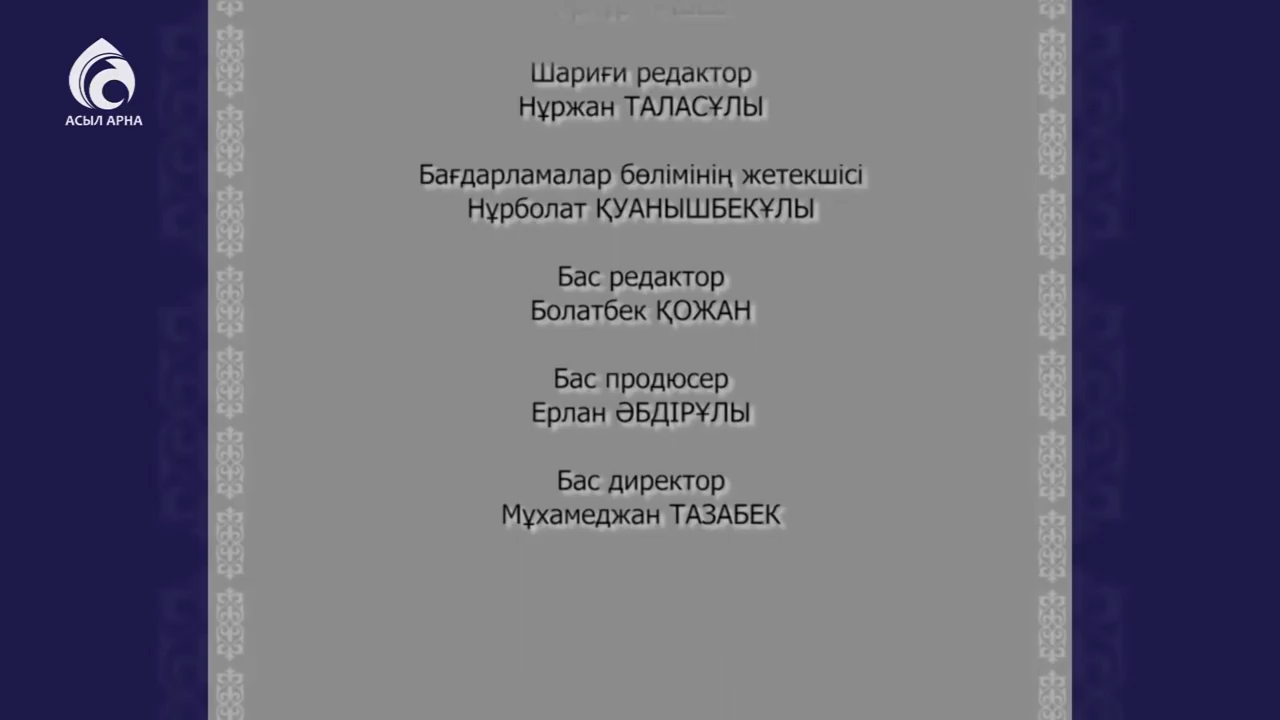 АСЫЛ АРНА
Шариғи редактор
Нұржан ТАЛАСҰЛЫ
Бағдарламалар бөлімінің жетекшісі
Нұрболат ҚУАНЫШБЕКҰЛЫ
Бас редактор
Болатбек ҚОЖАН
Бас продюсер
Ерлан ӘБДІРҰЛЫ
Бас директор
Мұхамеджан ТАЗАБЕК